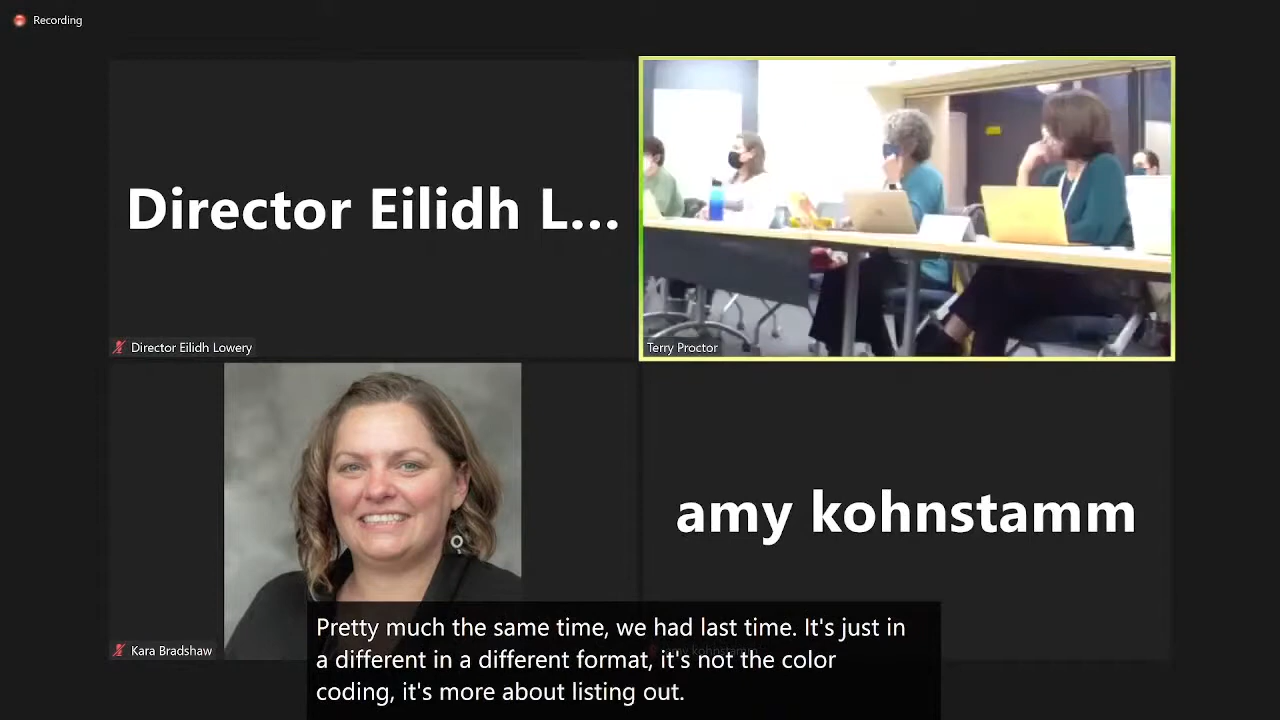 Recording
Director Eilidh L...
Director Eilidh Lowery
Terry Proctor
amy kohnstamm
Kara Bradshaw
amy kohnstamm
Pretty much the same time, we had last time. It's just in
a different in a different format, it's not the color
coding, it's more about listing out.